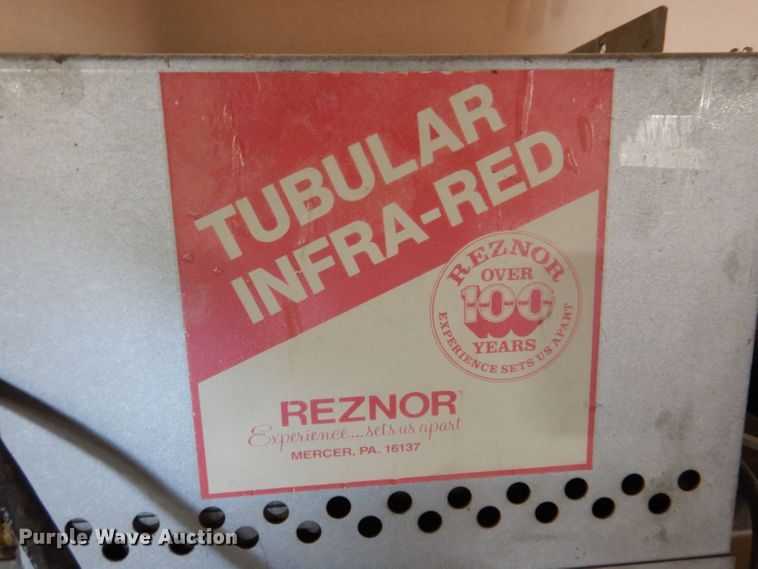 TUBULAR
INFRA-RED
REZNOR
OVER
100
YEARS
EXPERIENCE SETS US APART
REZNOR®
Experience...sets us apart
MERCER, PA. 16137
Purple Wave Auction